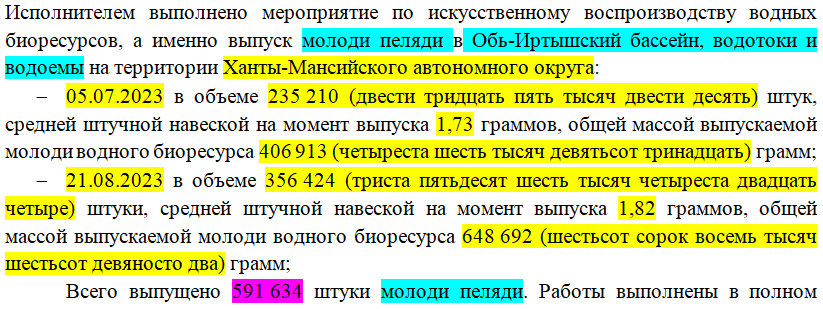 Исполнителем выполнено мероприятие по искусственному воспроизводству водных
биоресурсов, а именно выпуск молоди пеляди в Обь-Иртышский бассейн, водотоки и
водоемы на территории Ханты-Мансийского автономного округа:
– 05.07.2023 в объеме 235 210 (двести тридцать пять тысяч двести десять) штук,
средней штучной навеской на момент выпуска 1,73 граммов, общей массой выпускаемой
молоди водного биоресурса 406 913 (четыреста шесть тысяч девятьсот тринадцать) грамм;
– 21.08.2023 в объеме 356 424 (триста пятьдесят шесть тысяч четыреста двадцать
четыре) штуки, средней штучной навеской на момент выпуска 1,82 граммов, общей
массой выпускаемой молоди водного биоресурса 648 692 (шестьсот сорок восемь тысяч
шестьсот девяносто два) грамм;
Всего выпущено 591 634 штуки молоди пеляди. Работы выполнены в полном